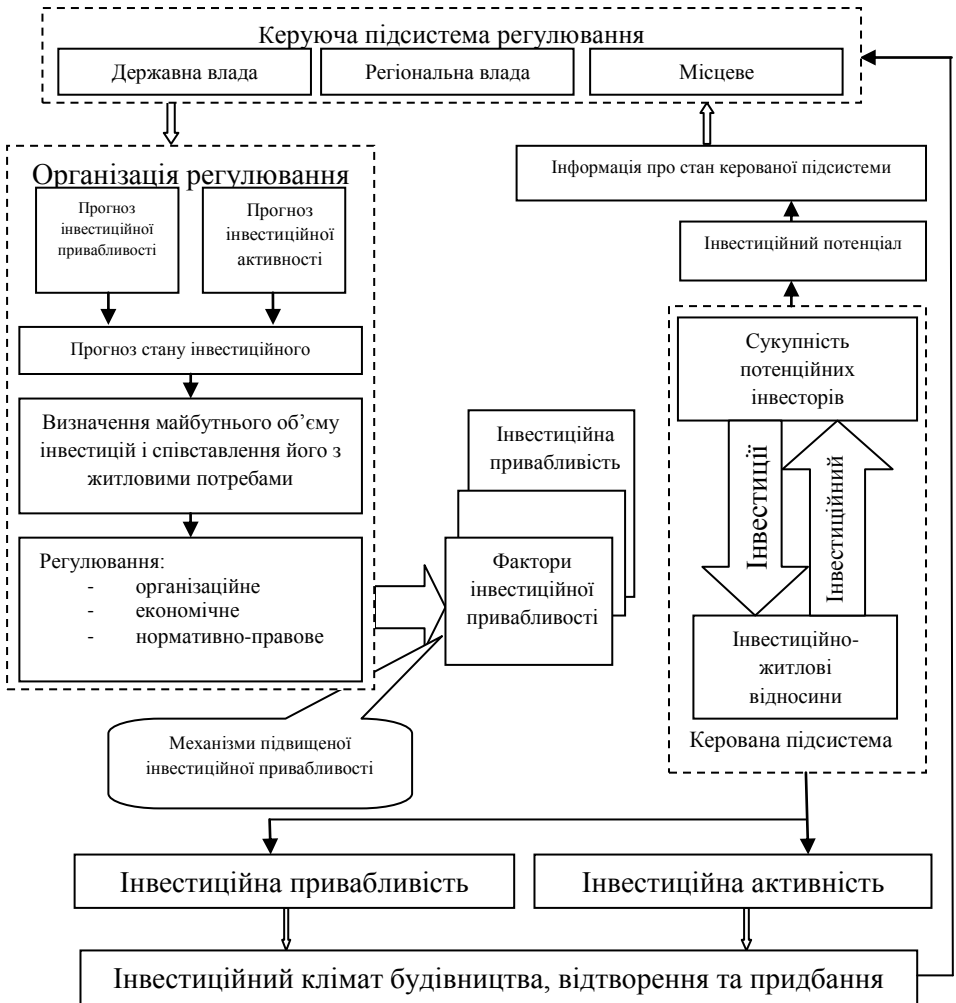 Керуюча підсистема регулювання
Державна влада
Регіональна влада
Місцеве
Організація регулювання
Прогноз
інвестиційної
привабливості
Прогноз
інвестиційної
активності
Прогноз стану інвестиційного
Визначення майбутнього об’єму
інвестицій і співставлення його з
житловими потребами
Регулювання:
- організаційне
- економічне
- нормативно-правове
Механізми підвищеної
інвестиційної привабливості
Інвестиційна
привабливість
Фактори
інвестиційної
привабливості
Інформація про стан керованої підсистеми
Інвестиційний потенціал
Сукупність
потенційних
інвесторів
Інвестиції
Інвестиційний
Інвестиційно-
житлові
відносини
Керована підсистема
Інвестиційна привабливість
Інвестиційна активність
Інвестиційний клімат будівництва, відтворення та придбання